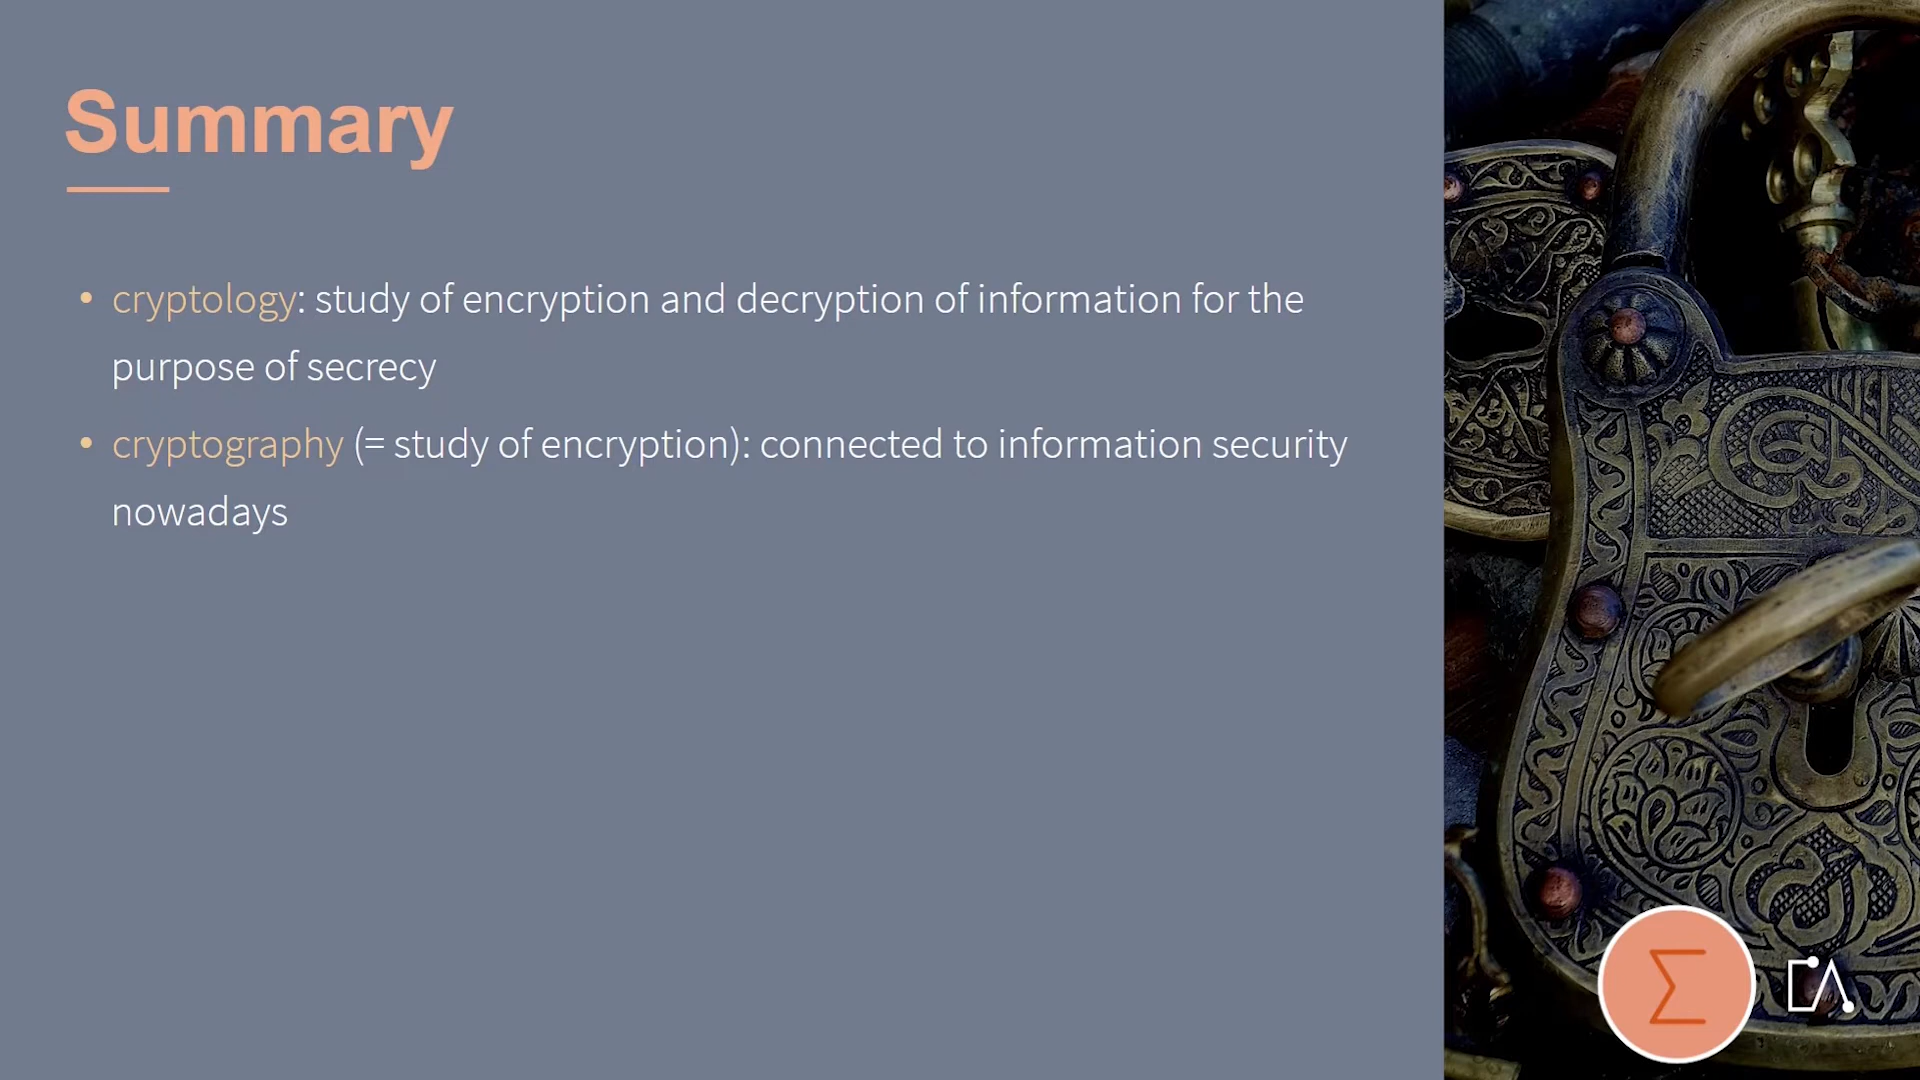 Summary
• cryptology: study of encryption and decryption of information for the
purpose of secrecy
• cryptography (= study of encryption): connected to information security
nowadays
Σ